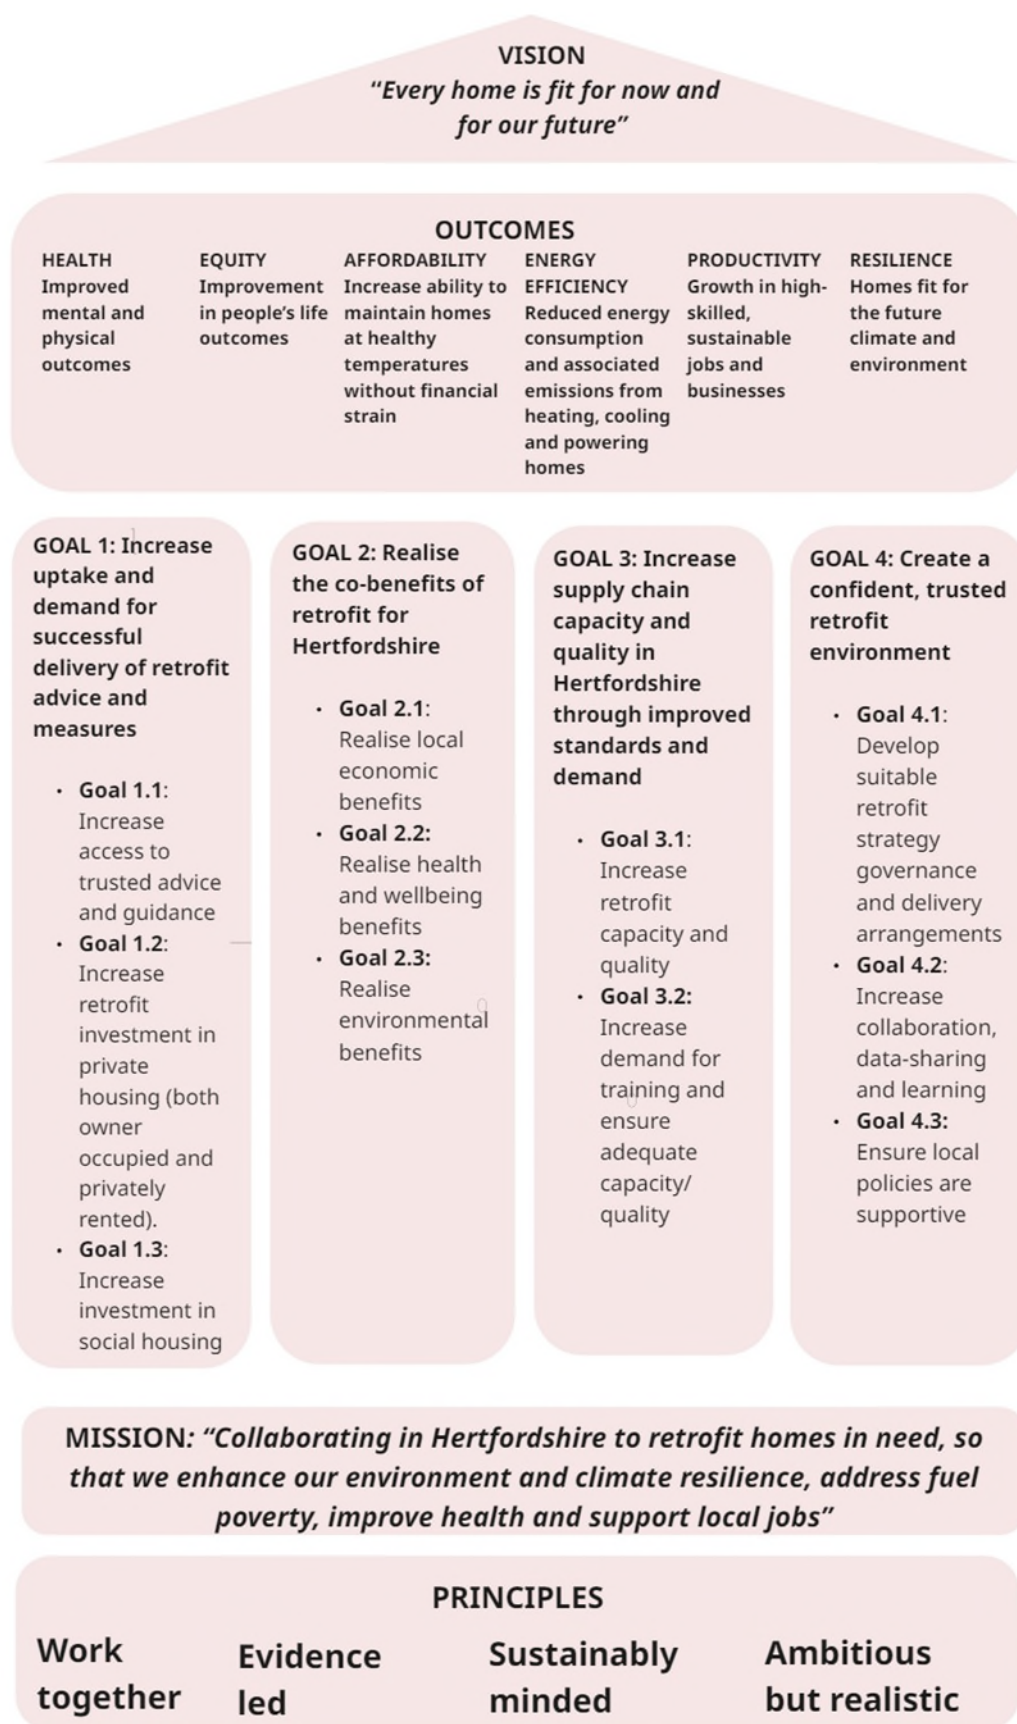 VISION
“Every home is fit for now and
for our future”
OUTCOMES
HEALTH
Improved
mental and
physical
outcomes
EQUITY
Improvement
in people’s life
outcomes
AFFORDABILITY
Increase ability to
maintain homes
at healthy
temperatures
without financial
strain
ENERGY
EFFICIENCY
Reduced energy
consumption
and associated
emissions from
heating, cooling
and powering
homes
PRODUCTIVITY
Growth in high-
skilled,
sustainable
jobs and
businesses
RESILIENCE
Homes fit for
the future
climate and
environment
GOAL 1: Increase
uptake and
demand for
successful
delivery of retrofit
advice and
measures
• Goal 1.1:
Increase
access to
trusted advice
and guidance
• Goal 1.2:
Increase
retrofit
investment in
private
housing (both
owner
occupied and
privately
rented).
• Goal 1.3:
Increase
investment in
social housing
GOAL 2: Realise
the co-benefits of
retrofit for
Hertfordshire
• Goal 2.1:
Realise local
economic
benefits
• Goal 2.2:
Realise health
and wellbeing
benefits
• Goal 2.3:
Realise
environmental
benefits
GOAL 3: Increase
supply chain
capacity and
quality in
Hertfordshire
through improved
standards and
demand
• Goal 3.1:
Increase
retrofit
capacity and
quality
• Goal 3.2:
Increase
demand for
training and
ensure
adequate
capacity/
quality
GOAL 4: Create a
confident, trusted
retrofit
environment
• Goal 4.1:
Develop
suitable
retrofit
strategy
governance
and delivery
arrangements
• Goal 4.2:
Increase
collaboration,
data-sharing
and learning
• Goal 4.3:
Ensure local
policies are
supportive
MISSION: “Collaborating in Hertfordshire to retrofit homes in need, so
that we enhance our environment and climate resilience, address fuel
poverty, improve health and support local jobs”
PRINCIPLES
Work
together
Evidence
led
Sustainably
minded
Ambitious
but realistic